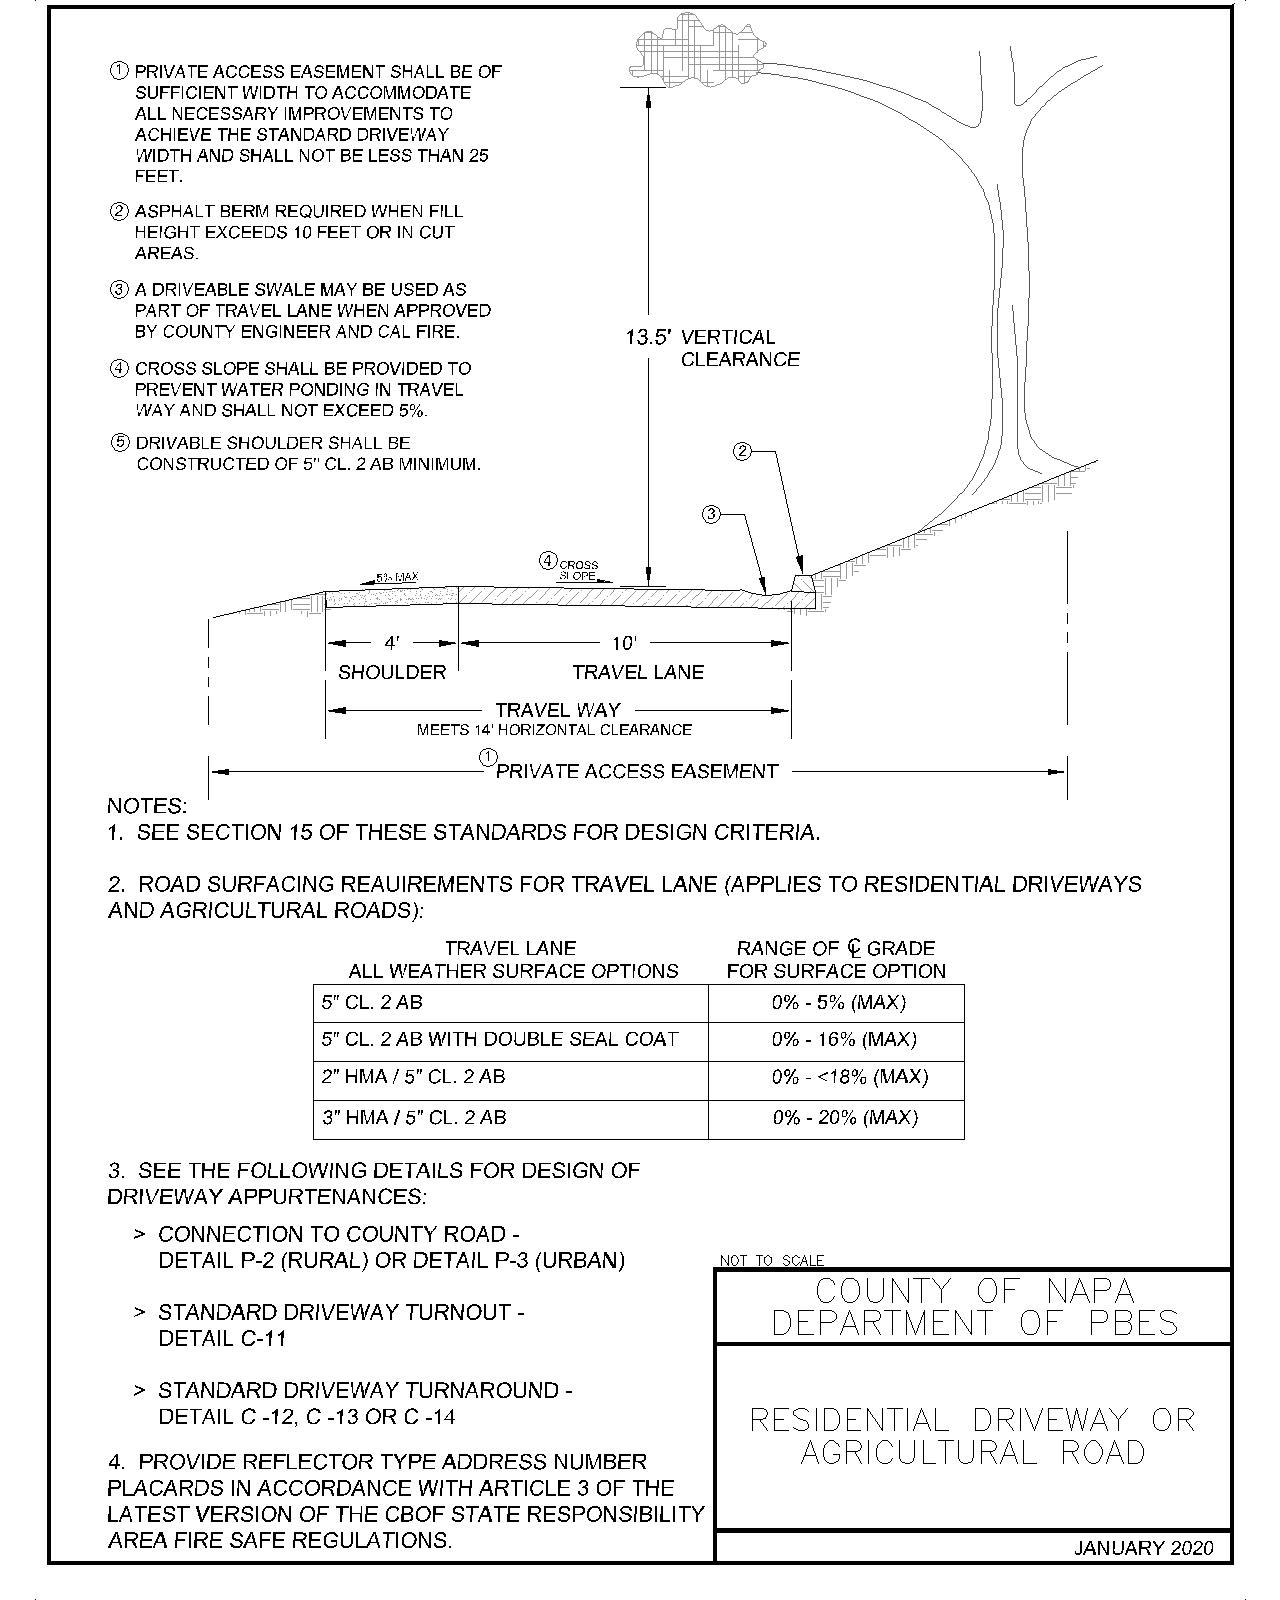 ① PRIVATE ACCESS EASEMENT SHALL BE OF
SUFFICIENT WIDTH TO ACCOMMODATE
ALL NECESSARY IMPROVEMENTS TO
ACHIEVE THE STANDARD DRIVEWAY
WIDTH AND SHALL NOT BE LESS THAN 25
FEET.
② ASPHALT BERM REQUIRED WHEN FILL
HEIGHT EXCEEDS 10 FEET OR IN CUT
AREAS.
③ A DRIVEABLE SWALE MAY BE USED AS
PART OF TRAVEL LANE WHEN APPROVED
BY COUNTY ENGINEER AND CAL FIRE.
④ CROSS SLOPE SHALL BE PROVIDED TO
PREVENT WATER PONDING IN TRAVEL
WAY AND SHALL NOT EXCEED 5%.
⑤ DRIVABLE SHOULDER SHALL BE
CONSTRUCTED OF 5" CL. 2 AB MINIMUM.
13.5' VERTICAL
CLEARANCE
②
③
④ CROSS
SLOPE
5% MAX
4'
10'
SHOULDER
TRAVEL LANE
TRAVEL WAY
MEETS 14' HORIZONTAL CLEARANCE
① PRIVATE ACCESS EASEMENT
NOTES:
1. SEE SECTION 15 OF THESE STANDARDS FOR DESIGN CRITERIA.
2. ROAD SURFACING REAUIREMENTS FOR TRAVEL LANE (APPLIES TO RESIDENTIAL DRIVEWAYS
AND AGRICULTURAL ROADS):
TRAVEL LANE
ALL WEATHER SURFACE OPTIONS
RANGE OF ℄ GRADE
FOR SURFACE OPTION
5" CL. 2 AB 0% - 5% (MAX)
5" CL. 2 AB WITH DOUBLE SEAL COAT 0% - 16% (MAX)
2" HMA / 5" CL. 2 AB 0% - <18% (MAX)
3" HMA / 5" CL. 2 AB 0% - 20% (MAX)
3. SEE THE FOLLOWING DETAILS FOR DESIGN OF
DRIVEWAY APPURTENANCES:
> CONNECTION TO COUNTY ROAD -
DETAIL P-2 (RURAL) OR DETAIL P-3 (URBAN)
> STANDARD DRIVEWAY TURNOUT -
DETAIL C-11
> STANDARD DRIVEWAY TURNAROUND -
DETAIL C -12, C -13 OR C -14
4. PROVIDE REFLECTOR TYPE ADDRESS NUMBER
PLACARDS IN ACCORDANCE WITH ARTICLE 3 OF THE
LATEST VERSION OF THE CBOF STATE RESPONSIBILITY
AREA FIRE SAFE REGULATIONS.
NOT TO SCALE
COUNTY OF NAPA
DEPARTMENT OF PBES
RESIDENTIAL DRIVEWAY OR
AGRICULTURAL ROAD
JANUARY 2020